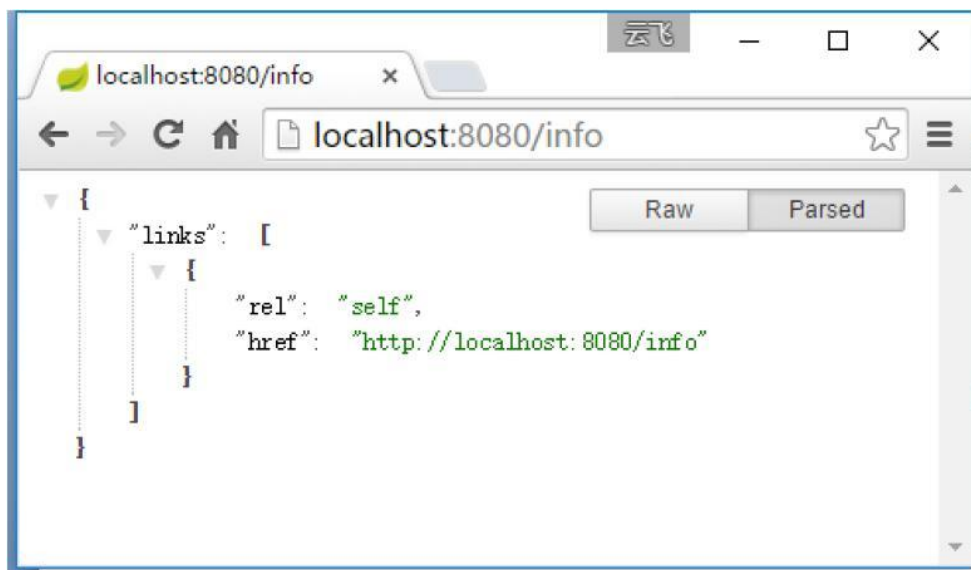 云飞
localhost:8080/info
localhost:8080/info
Raw Parsed
{
"links": [
{
"rel": "self",
"href": "http://localhost:8080/info"
}
]
}